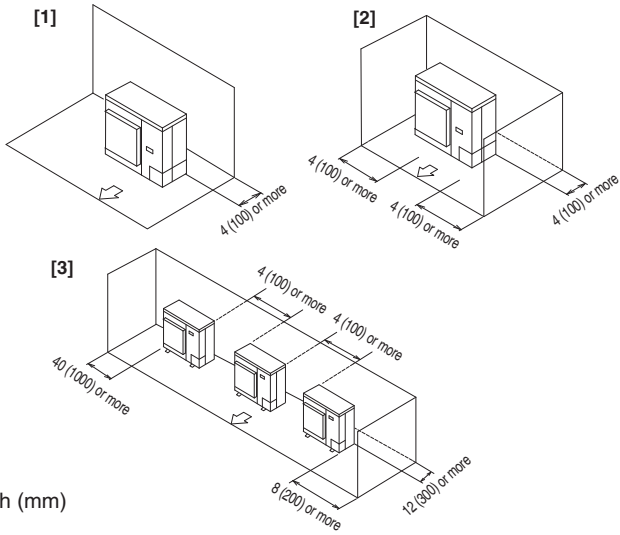 [1]
4 (100) or more
[2]
4 (100) or more
4 (100) or more
4 (100) or more
[3]
4 (100) or more
4 (100) or more
40 (1000) or more
8 (200) or more
12 (300) or more
h (mm)